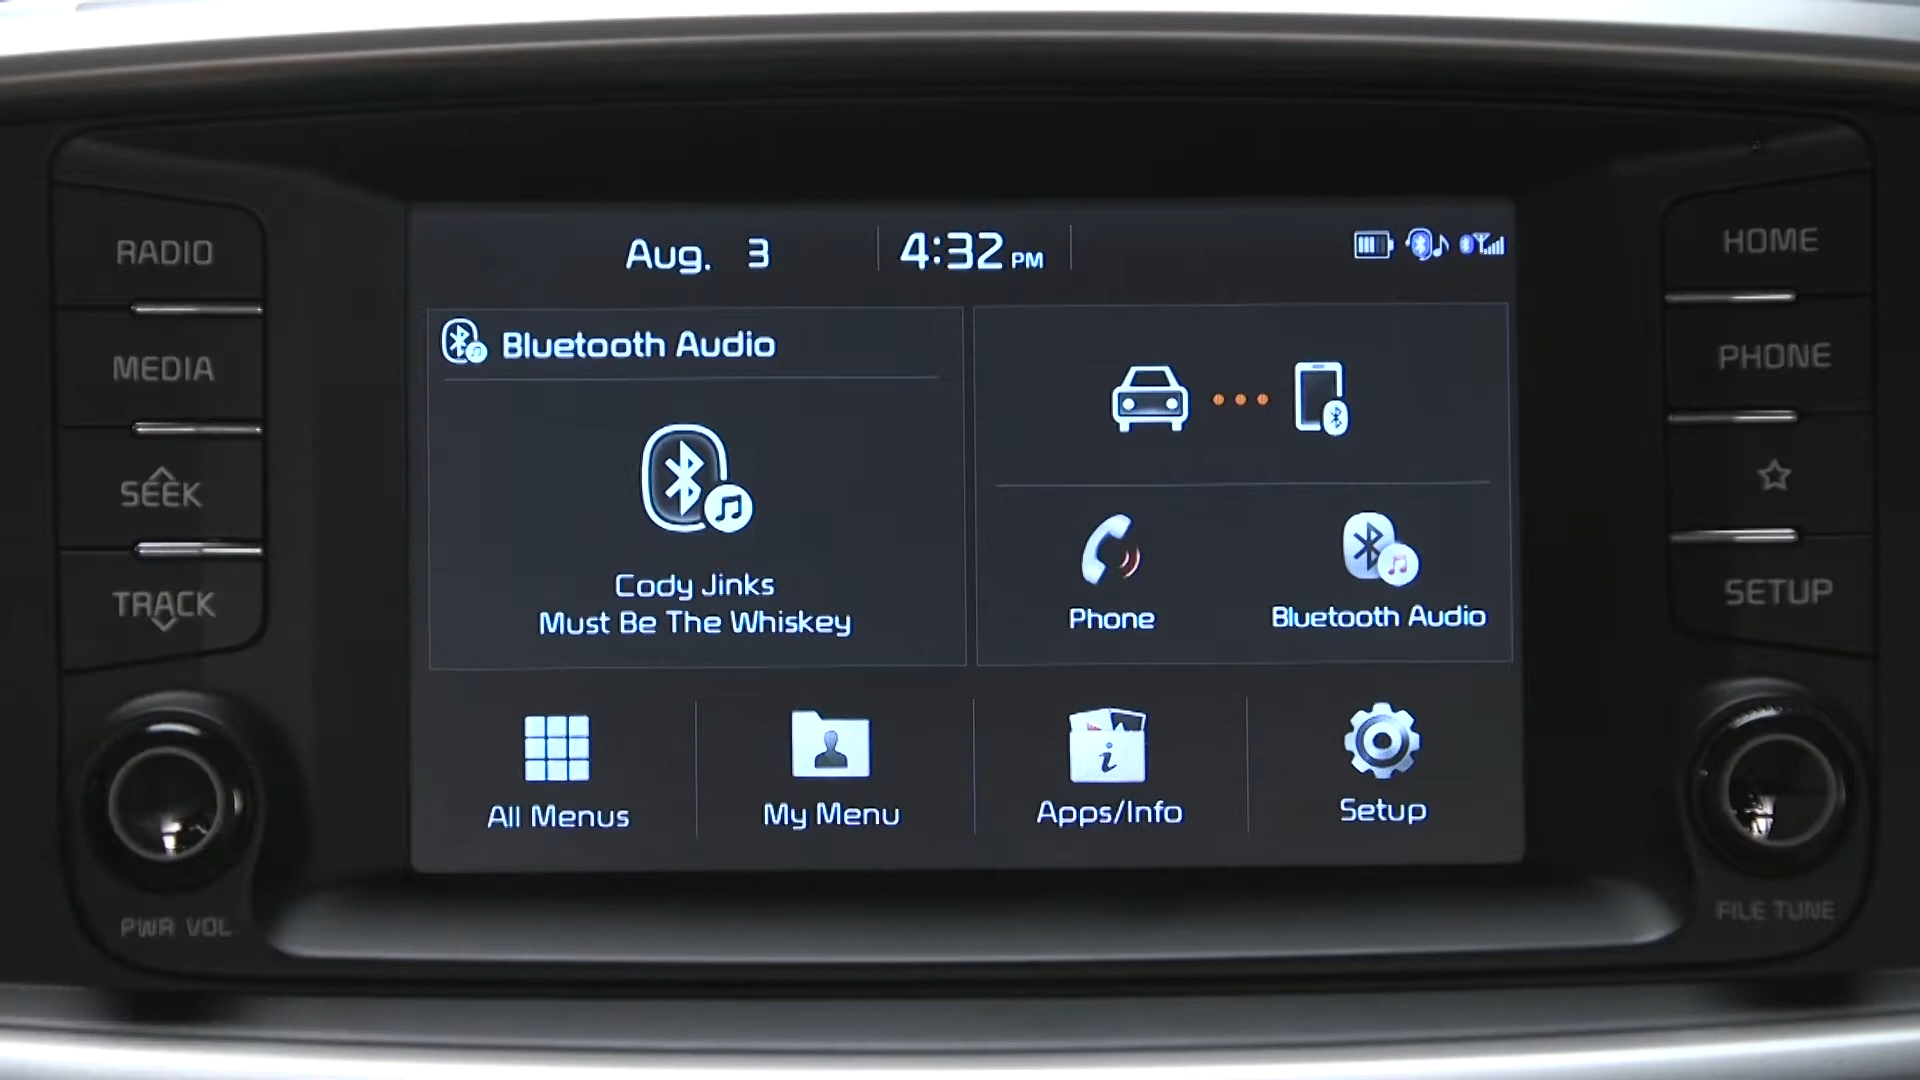 RADIO
MEDIA
SEEK
TRACK
PWR VOL
Aug. 3
4:32 PM
Bluetooth Audio
Cody Jinks
Must Be The Whiskey
Phone
Bluetooth Audio
All Menus
My Menu
Apps/Info
Setup
HOME
PHONE
SETUP
FILE TUNE